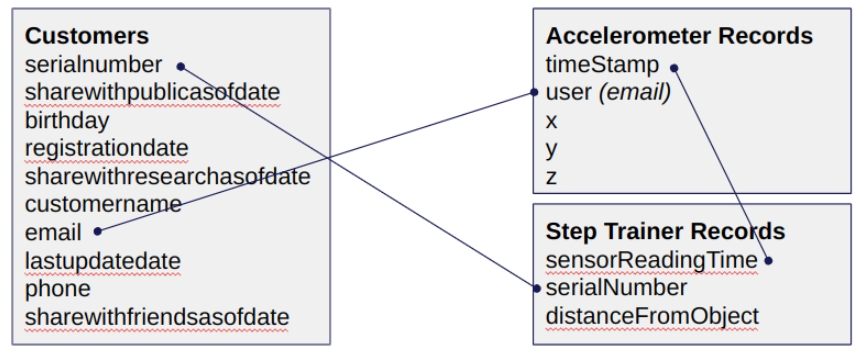 Customers
serialnumber
sharewithpublicasofdate
birthday
registrationdate
sharewithresearchasofdate
customername
email
lastupdatedate
phone
sharewithfriendsasofdate
Accelerometer Records
timeStamp
user (email)
x
y
z
Step Trainer Records
sensorReadingTime
serialNumber
distanceFromObject